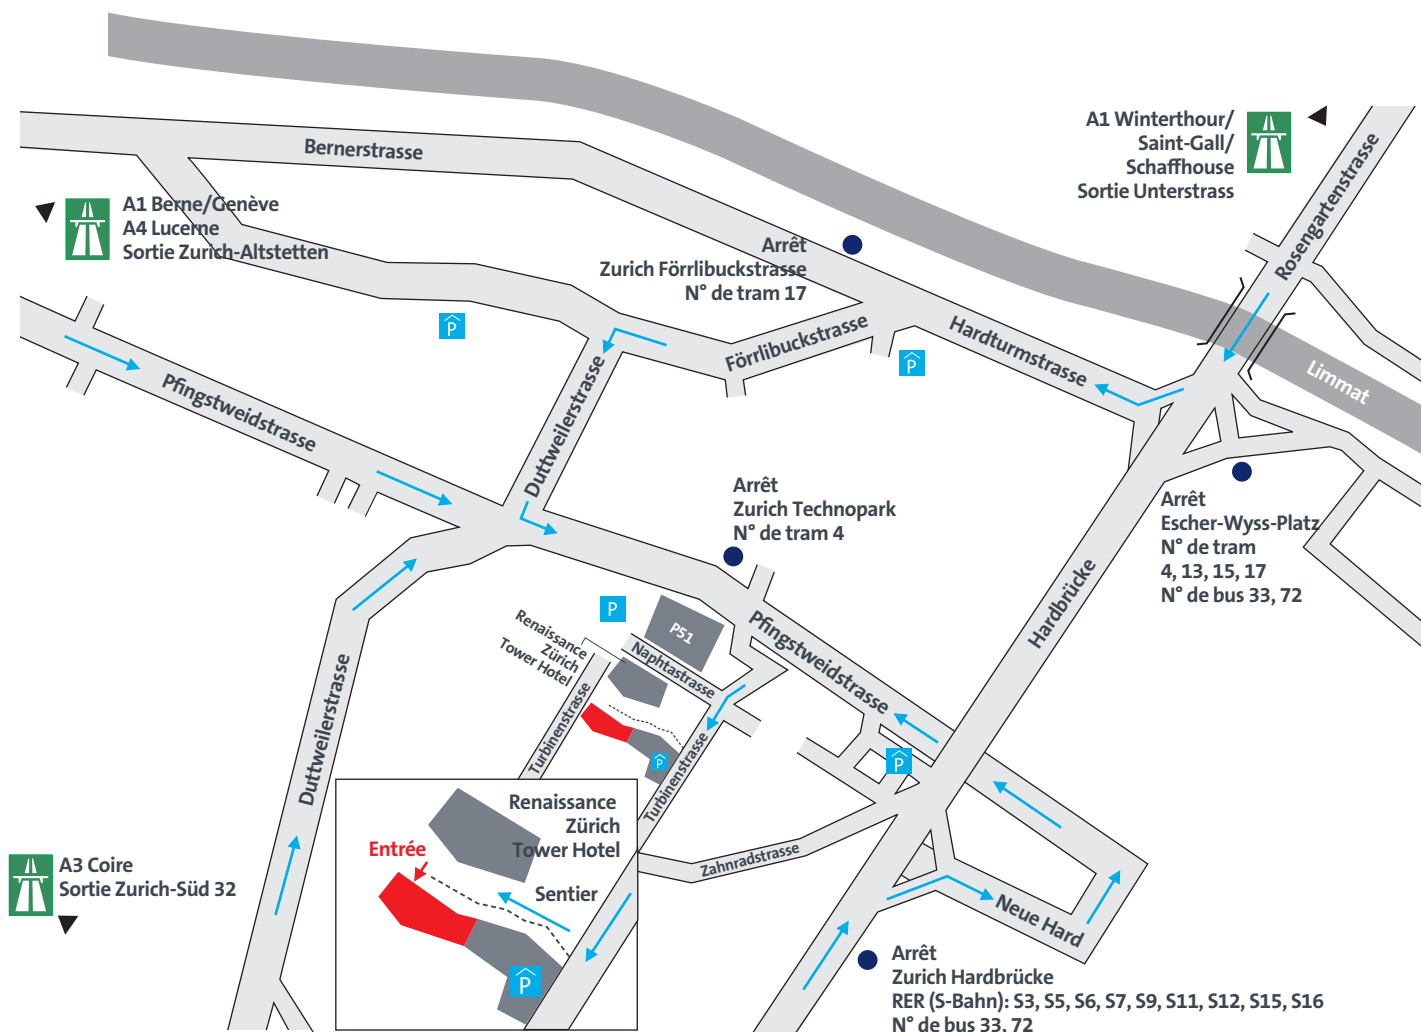 A1 Winterthour/
Saint-Gall/
Schaffhouse
Sortie Unterstrass
Rosengartenstrasse
Bernerstrasse
A1 Berne/Genève
A4 Lucerne
Sortie Zurich-Altstetten
Arrêt
Zurich Förrlibuckstrasse
N° de tram 17
P
Förrlibuckstrasse
P
Hardturmstrasse
Limmat
Pfingstweidstrasse
Duttweilerstrasse
Arrêt
Zurich Technopark
N° de tram 4
Arrêt
Escher-Wyss-Platz
N° de tram
4, 13, 15, 17
N° de bus 33, 72
Hardbrücke
P
P51
Renaissance
Zürich
Tower Hotel
Naphtastrasse
Pfingstweidstrasse
Turbinenstrasse
Turbinenstrasse
P
P
Duttweilerstrasse
Renaissance
Zürich
Tower Hotel
Entrée
Sentier
P
Zahnradstrasse
Neue Hard
A3 Coire
Sortie Zurich-Süd 32
Arrêt
Zurich Hardbrücke
RER (S-Bahn): S3, S5, S6, S7, S9, S11, S12, S15, S16
N° de bus 33, 72